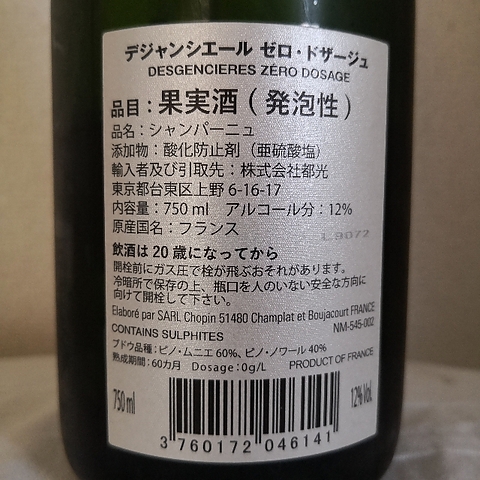 デジャンシエール ゼロ・ドザージュ
DESGENCIERES ZÉRO DOSAGE
品目：果実酒（発泡性）
品名：シャンパーニュ
添加物：酸化防止剤（亜硫酸塩）
輸入者及び引取先：株式会社都光
東京都台東区上野 6-16-17
内容量：750 ml アルコール分：12%
原産国名：フランス
L.9072
飲酒は 20 歳になってから
開栓前にガス圧で栓が飛ぶおそれがあります。
冷暗所で保存の上、瓶口を人のいない安全な方向に
向けて開栓して下さい。
Elaboré par SARL Chopin 51480 Champlat et Boujacourt FRANCE
NM-545-002
CONTAINS SULPHITES
ブドウ品種：ピノ・ムニエ 60%、ピノ・ノワール 40%
熟成期間：60カ月 Dosage：0g/L
PRODUCT OF FRANCE
750 ml
12% Vol.
3 760172 046141